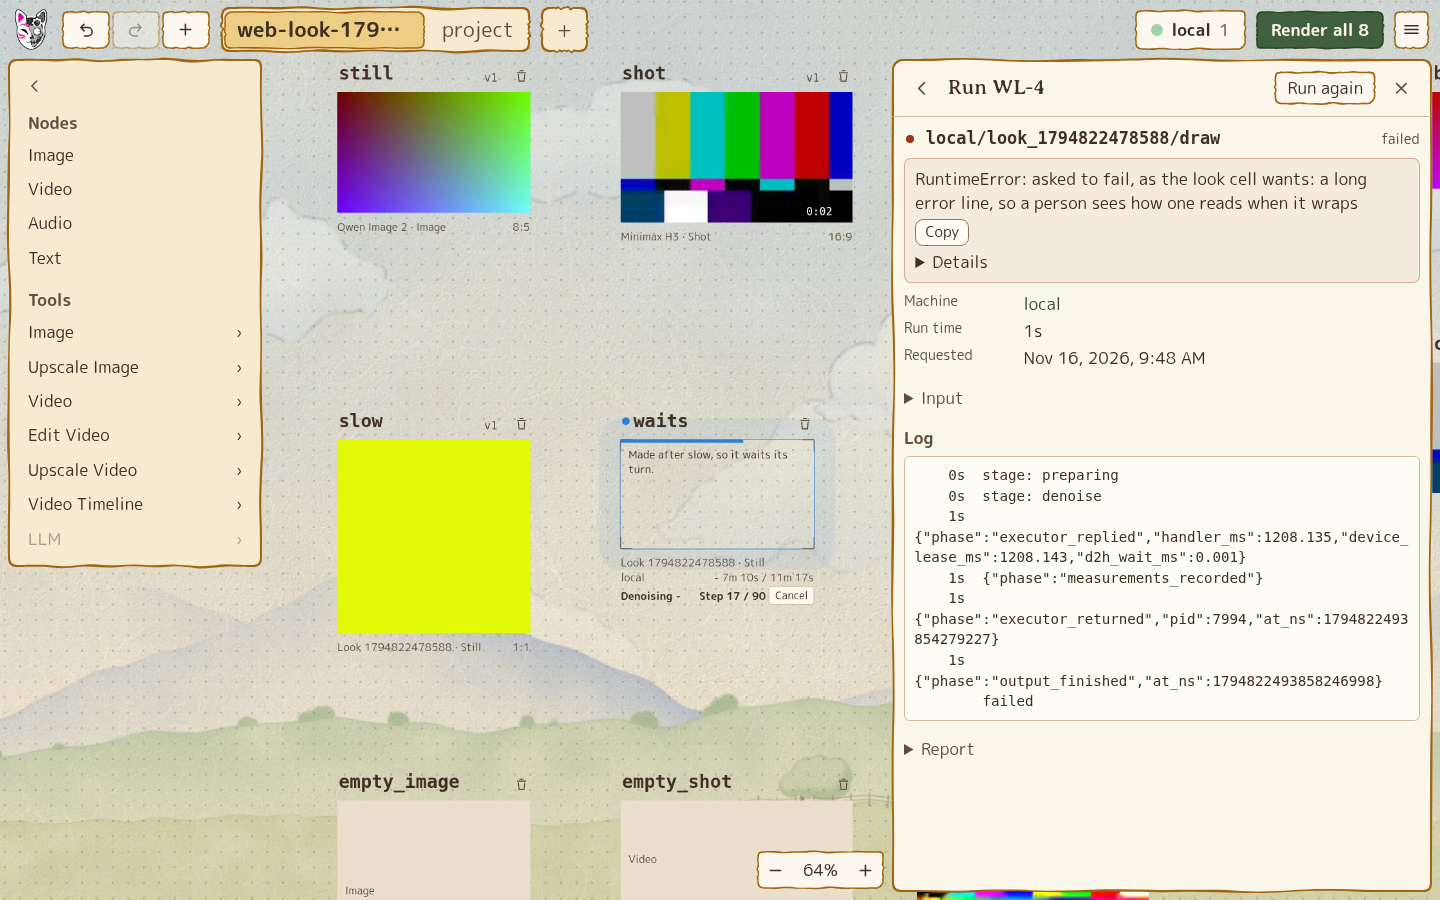 web-look-179···
project
local 1
Render all 8
Nodes
Image
Video
Audio
Text
Tools
Image
Upscale Image
Video
Edit Video
Upscale Video
Video Timeline
LLM
still v1
Qwen Image 2 · Image 8:5
shot v1
0:02
Minimax H3 · Shot 16:9
slow v1
Look 1794822478588 · Still 1:1
waits
Made after slow, so it waits its
turn.
Look 1794822478588 · Still
local - 7m 10s / 11m 17s
Denoising - Step 17 / 90 Cancel
empty_image
Image
empty_shot
Video
64%
Run WL-4
Run again
local/look_1794822478588/draw failed
RuntimeError: asked to fail, as the look cell wants: a long
error line, so a person sees how one reads when it wraps
Copy
Details
Machine local
Run time 1s
Requested Nov 16, 2026, 9:48 AM
Input
Log
0s stage: preparing
0s stage: denoise
1s
{"phase":"executor_replied","handler_ms":1208.135,"device_
lease_ms":1208.143,"d2h_wait_ms":0.001}
1s {"phase":"measurements_recorded"}
1s
{"phase":"executor_returned","pid":7994,"at_ns":1794822493
854279227}
1s
{"phase":"output_finished","at_ns":1794822493858246998}
failed
Report